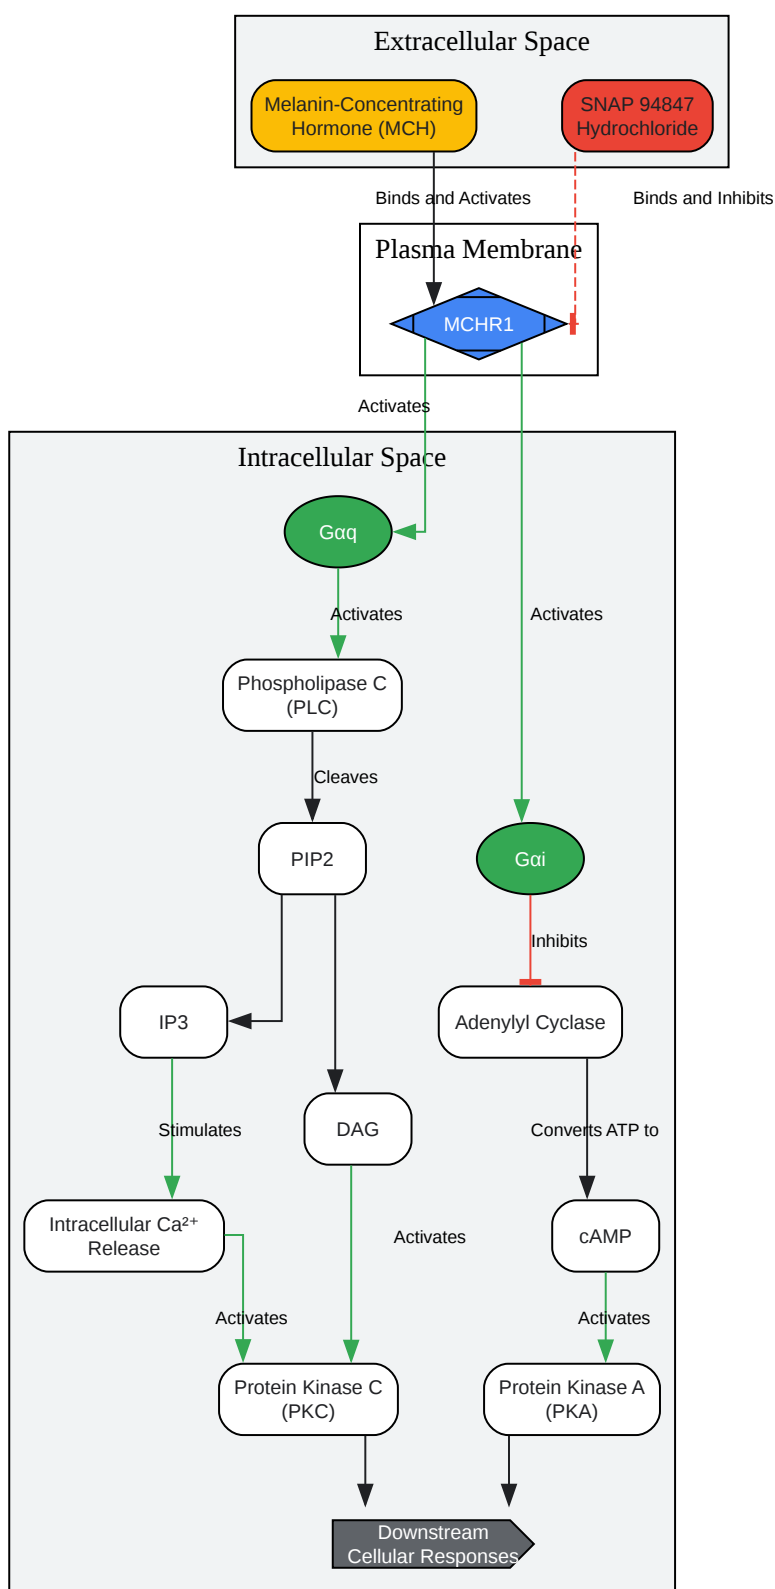 Extracellular Space
Melanin-Concentrating
Hormone (MCH)
SNAP 94847
Hydrochloride
Binds and Activates
Binds and Inhibits
Plasma Membrane
MCHR1
Activates
Intracellular Space
Gαq
Activates
Activates
Phospholipase C
(PLC)
Cleaves
PIP2
Gαi
Inhibits
IP3
Adenylyl Cyclase
DAG
Stimulates
Converts ATP to
Intracellular Ca²⁺
Release
Activates
cAMP
Activates
Activates
Protein Kinase C
(PKC)
Protein Kinase A
(PKA)
Downstream
Cellular Responses